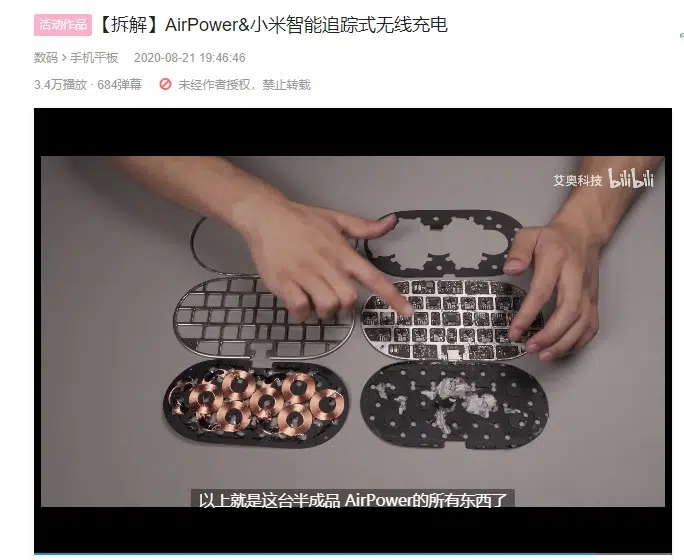 活动作品 【拆解】AirPower&小米智能追踪式无线充电
数码 > 手机平板 2020-08-21 19:46:46
3.4万播放 · 684弹幕 未经作者授权，禁止转载
艾奥科技 bilibili
以上就是这台半成品 AirPower的所有东西了